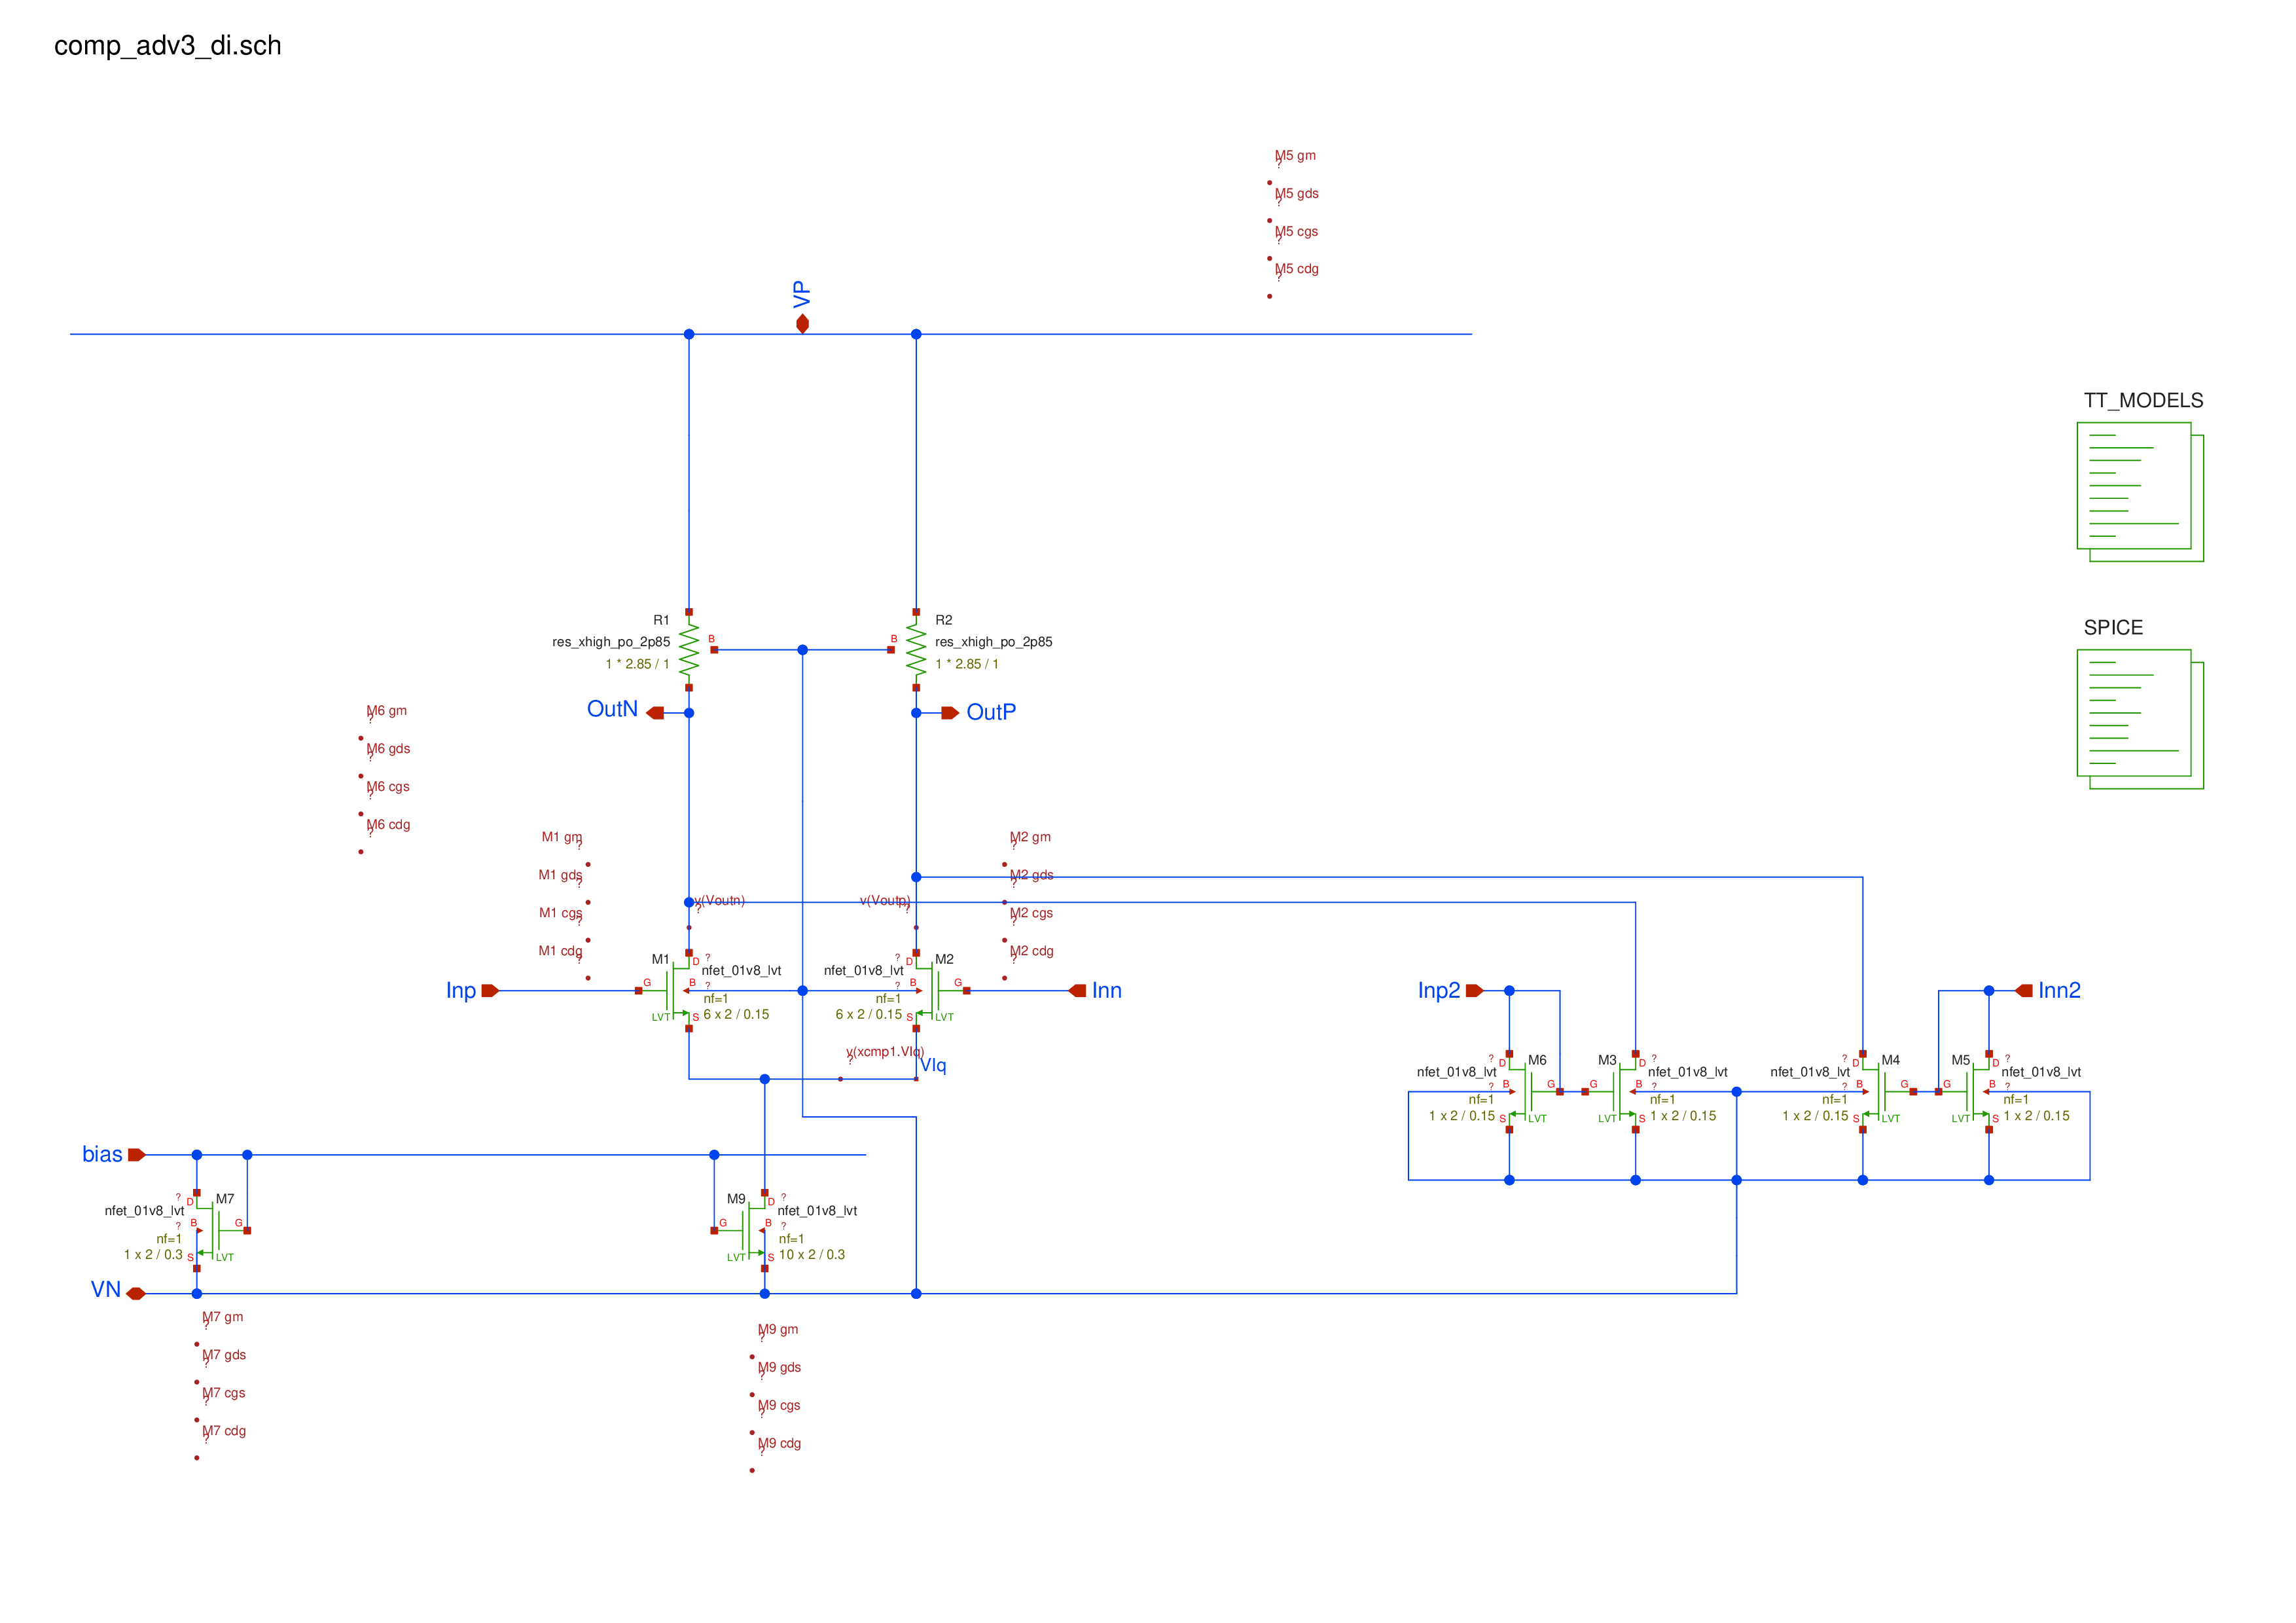 comp_adv3_di.sch
M5 gm
?
M5 gds
?
M5 cgs
?
M5 cdg
?
VP
TT_MODELS
SPICE
R1
res_xhigh_po_2p85
1 * 2.85 / 1
B
B
R2
res_xhigh_po_2p85
1 * 2.85 / 1
OutN
OutP
M6 gm
?
M6 gds
?
M6 cgs
?
M6 cdg
?
M1 gm
?
M1 gds
?
M1 cgs
?
M1 cdg
?
M2 gm
?
M2 gds
?
M2 cgs
?
M2 cdg
?
v(Voutn)
?
v(Voutp)
?
Inp
M1
D
?
nfet_01v8_lvt
G
B
?
nf=1
6 x 2 / 0.15
LVT
S
M2
?
D
nfet_01v8_lvt
?
B
G
nf=1
6 x 2 / 0.15
S
LVT
Inn
v(xcmp1.VIq)
?
VIq
Inp2
Inn2
M6
?
D
nfet_01v8_lvt
?
B
G
nf=1
1 x 2 / 0.15
S
LVT
M3
D
?
nfet_01v8_lvt
G
B
?
nf=1
1 x 2 / 0.15
LVT
S
M4
?
D
nfet_01v8_lvt
?
B
G
nf=1
1 x 2 / 0.15
S
LVT
M5
D
?
nfet_01v8_lvt
G
B
?
nf=1
1 x 2 / 0.15
LVT
S
bias
M7
?
D
nfet_01v8_lvt
?
B
G
nf=1
1 x 2 / 0.3
S
LVT
M9
D
?
nfet_01v8_lvt
G
B
?
nf=1
10 x 2 / 0.3
LVT
S
VN
M7 gm
?
M7 gds
?
M7 cgs
?
M7 cdg
?
M9 gm
?
M9 gds
?
M9 cgs
?
M9 cdg
?